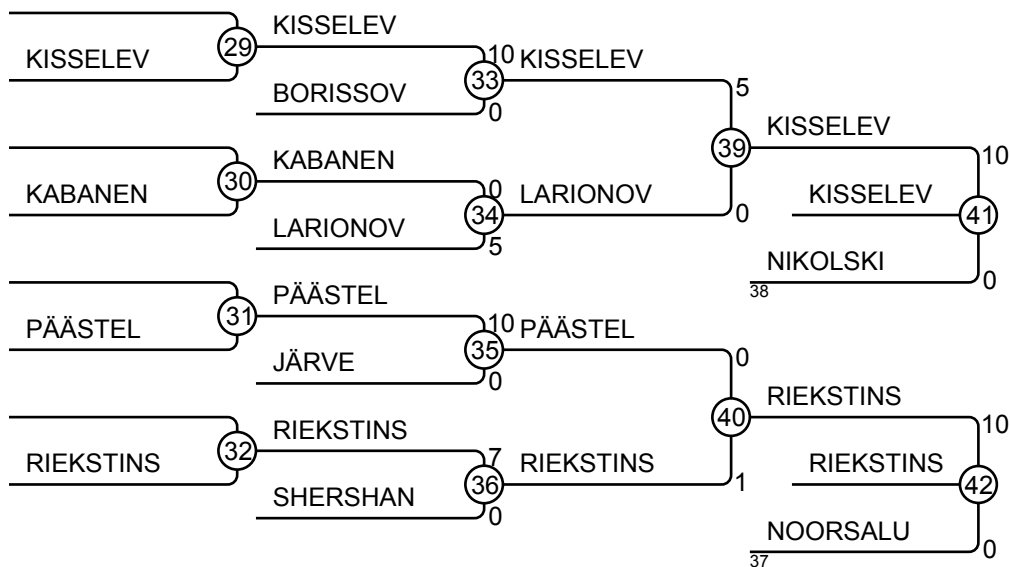 KISSELEV
29
KISSELEV
10
33
KISSELEV
BORISSOV
0
5
39
KISSELEV
10
KABANEN
30
KABANEN
0
34
LARIONOV
0
LARIONOV
5
KISSELEV
41
NIKOLSKI
38
0
PÄÄSTEL
31
PÄÄSTEL
10
35
PÄÄSTEL
JÄRVE
0
0
40
RIEKSTINS
10
RIEKSTINS
32
RIEKSTINS
7
36
RIEKSTINS
1
SHERSHAN
0
RIEKSTINS
42
NOORSALU
37
0